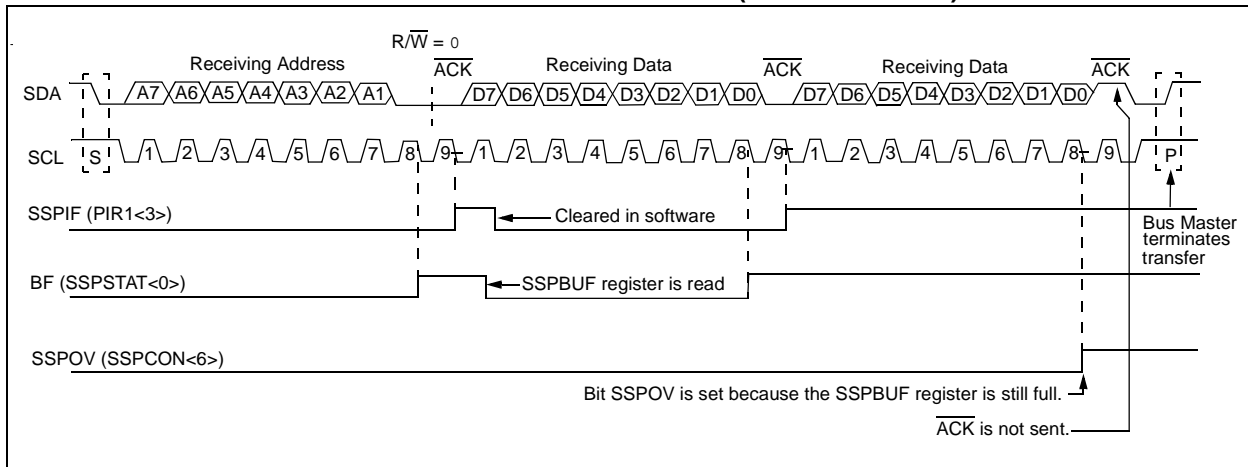 R/W = 0
Receiving Address ACK Receiving Data ACK Receiving Data ACK
SDA A7 A6 A5 A4 A3 A2 A1 D7 D6 D5 D4 D3 D2 D1 D0 D7 D6 D5 D4 D3 D2 D1 D0
SCL S 1 2 3 4 5 6 7 8 9 1 2 3 4 5 6 7 8 9 1 2 3 4 5 6 7 8 9 P
SSPIF (PIR1<3>) Cleared in software
Bus Master
terminates
transfer
BF (SSPSTAT<0>) SSPBUF register is read
SSPOV (SSPCON<6>)
Bit SSPOV is set because the SSPBUF register is still full.
ACK is not sent.